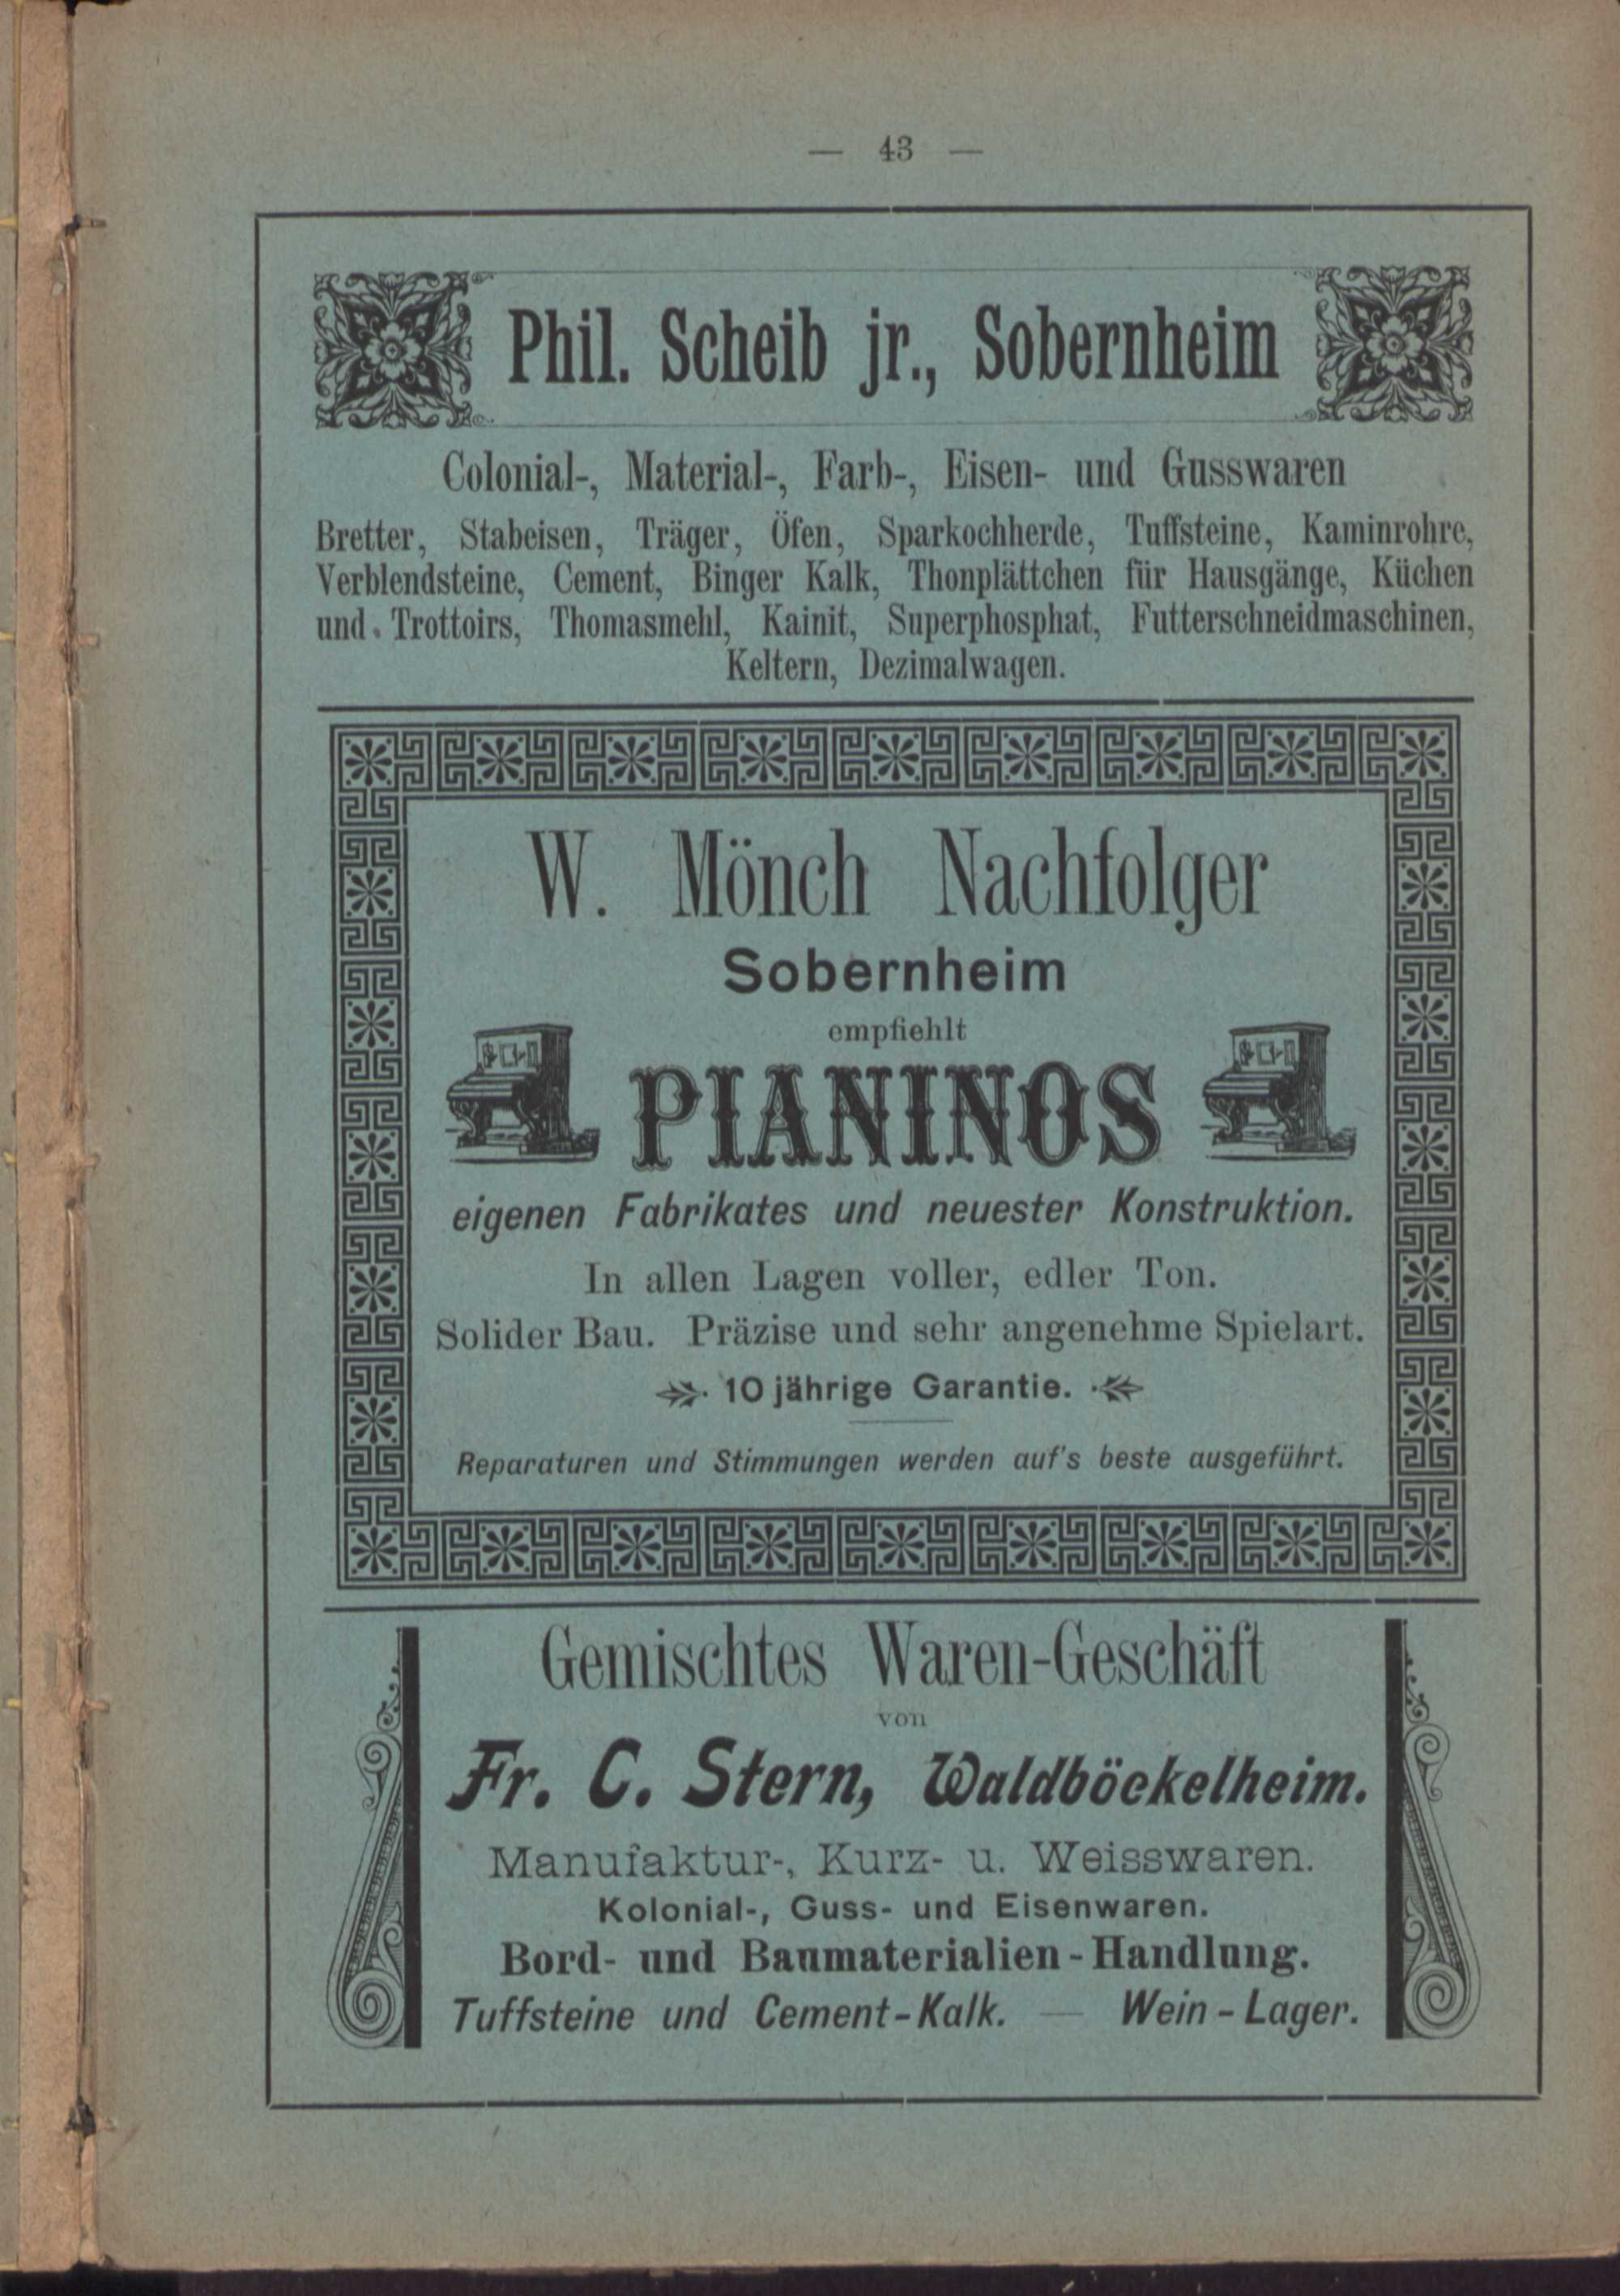 — 43 —
Phil. Scheib jr., Sobernheim
Colonial-, Material-, Farb-, Eisen- und Gusswaren
Bretter, Stabeisen, Träger, Öfen, Sparkochherde, Tuffsteine, Kaminrohre,
Verblendsteine, Cement, Binger Kalk, Thonplättchen für Hausgänge, Küchen
und Trottoirs, Thomasmehl, Kainit, Superphosphat, Futterschneidmaschinen,
Keltern, Dezimalwagen.
W. Mönch Nachfolger
Sobernheim
empfiehlt
PIANINOS
eigenen Fabrikates und neuester Konstruktion.
In allen Lagen voller, edler Ton.
Solider Bau. Präzise und sehr angenehme Spielart.
10 jährige Garantie.
Reparaturen und Stimmungen werden auf's beste ausgeführt.
Gemischtes Waren-Geschäft
von
Fr. C. Stern, Waldböckelheim.
Manufaktur-, Kurz- u. Weisswaren.
Kolonial-, Guss- und Eisenwaren.
Bord- und Baumaterialien-Handlung.
Tuffsteine und Cement-Kalk. — Wein-Lager.